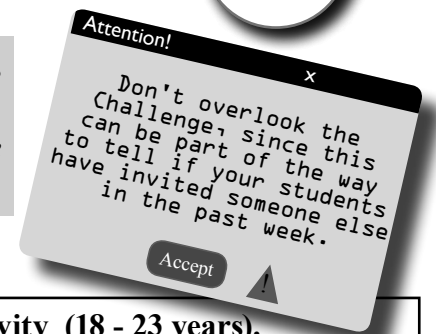 Attention!
x
Don't overlook the
Challenge, since this
can be part of the way
to tell if your students
have invited someone else
in the past week.
Accept
!
(18 - 23 years).